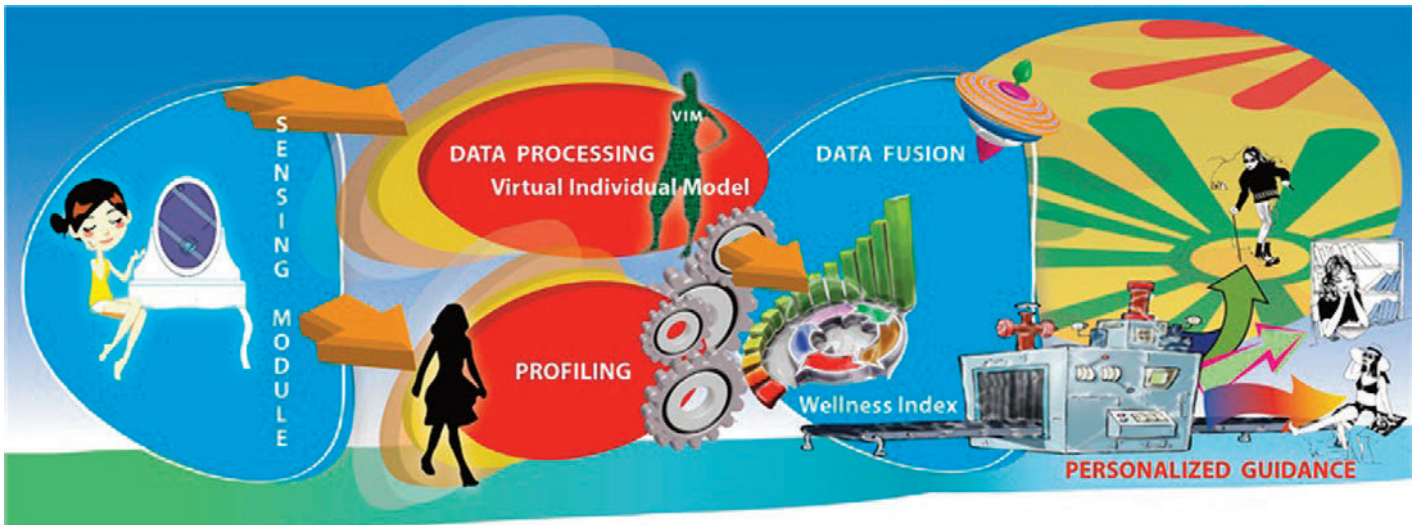 SENSING MODULE
VIM
DATA PROCESSING
Virtual Individual Model
PROFILING
DATA FUSION
Wellness Index
PERSONALIZED GUIDANCE